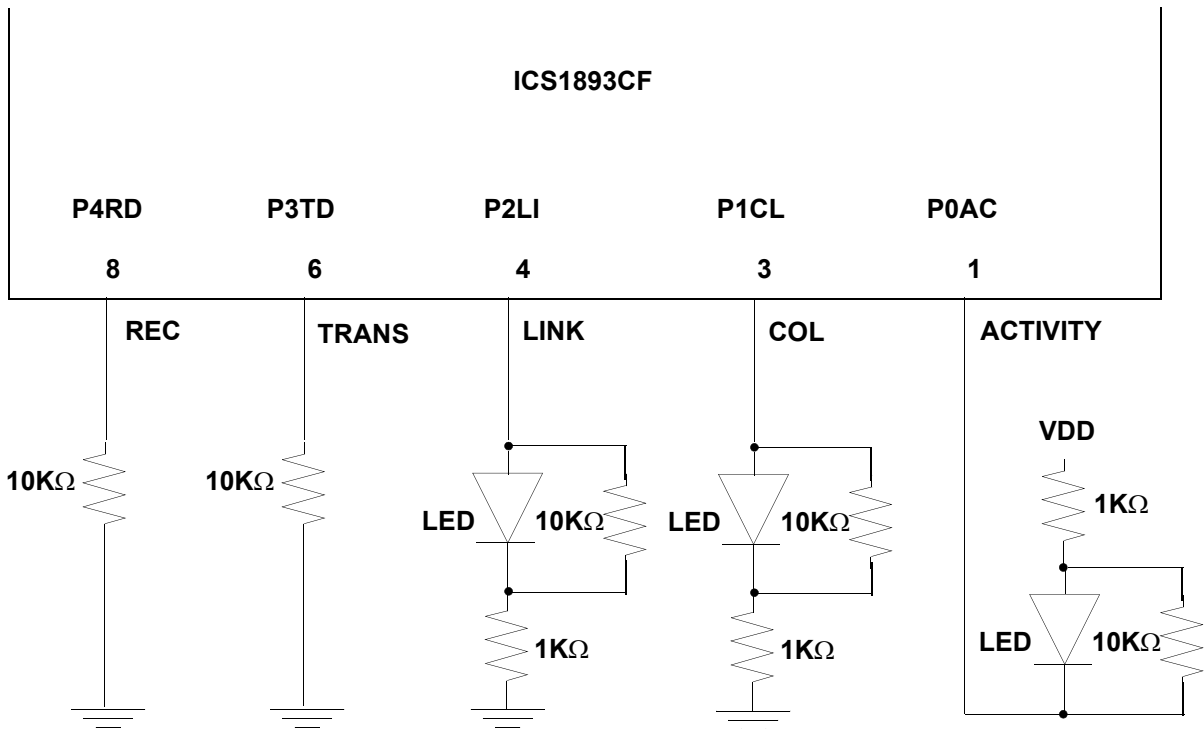 ICS1893CF
P4RD P3TD P2LI P1CL P0AC
8 6 4 3 1
REC TRANS LINK COL ACTIVITY
VDD
10KΩ 10KΩ 1KΩ
LED 10KΩ LED 10KΩ
LED 10KΩ
1KΩ 1KΩ